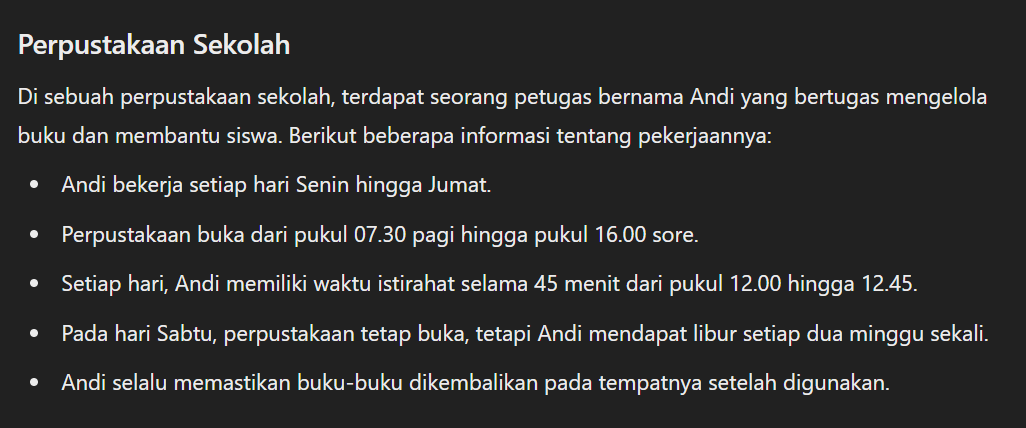 Perpustakaan Sekolah
Di sebuah perpustakaan sekolah, terdapat seorang petugas bernama Andi yang bertugas mengelola
buku dan membantu siswa. Berikut beberapa informasi tentang pekerjaannya:
• Andi bekerja setiap hari Senin hingga Jumat.
• Perpustakaan buka dari pukul 07.30 pagi hingga pukul 16.00 sore.
• Setiap hari, Andi memiliki waktu istirahat selama 45 menit dari pukul 12.00 hingga 12.45.
• Pada hari Sabtu, perpustakaan tetap buka, tetapi Andi mendapat libur setiap dua minggu sekali.
• Andi selalu memastikan buku-buku dikembalikan pada tempatnya setelah digunakan.